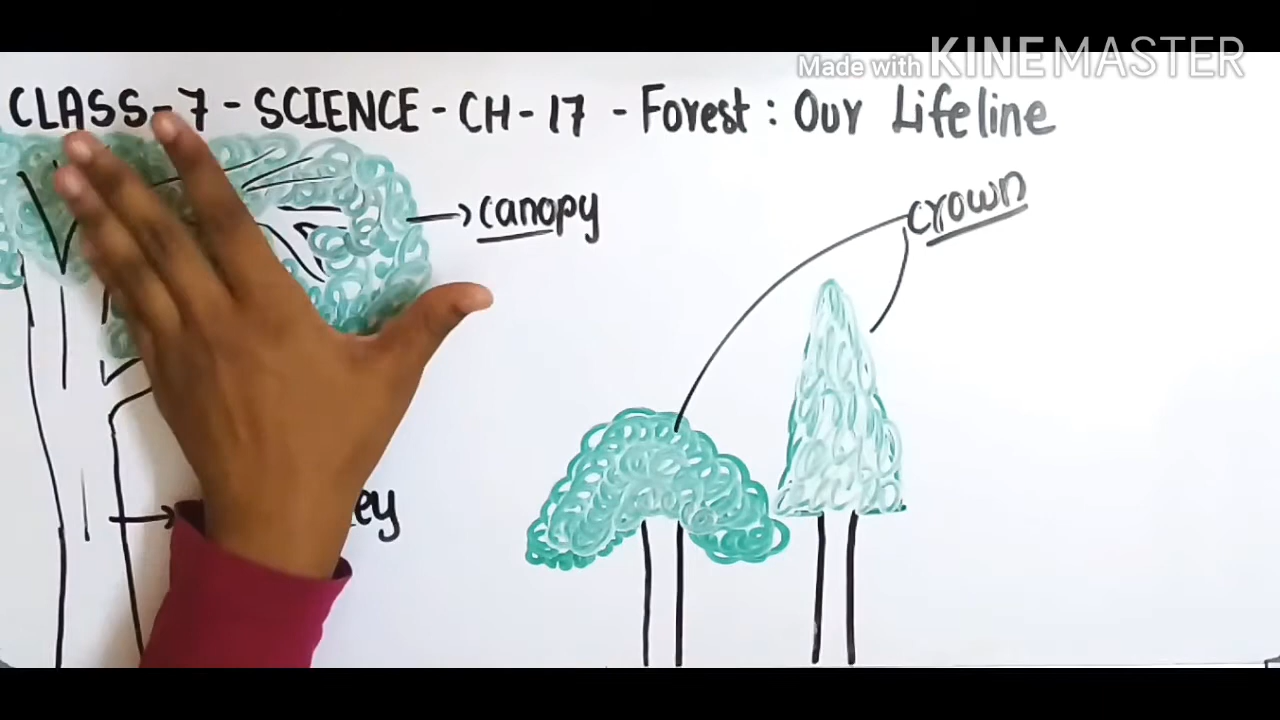 Made with KINEMASTER
CLASS-7 - SCIENCE - CH - 17 - Forest : Our Lifeline
canopy
crown